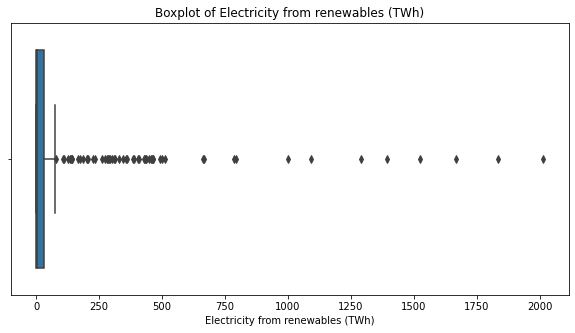 Boxplot of Electricity from renewables (TWh)
0 250 500 750 1000 1250 1500 1750 2000
Electricity from renewables (TWh)